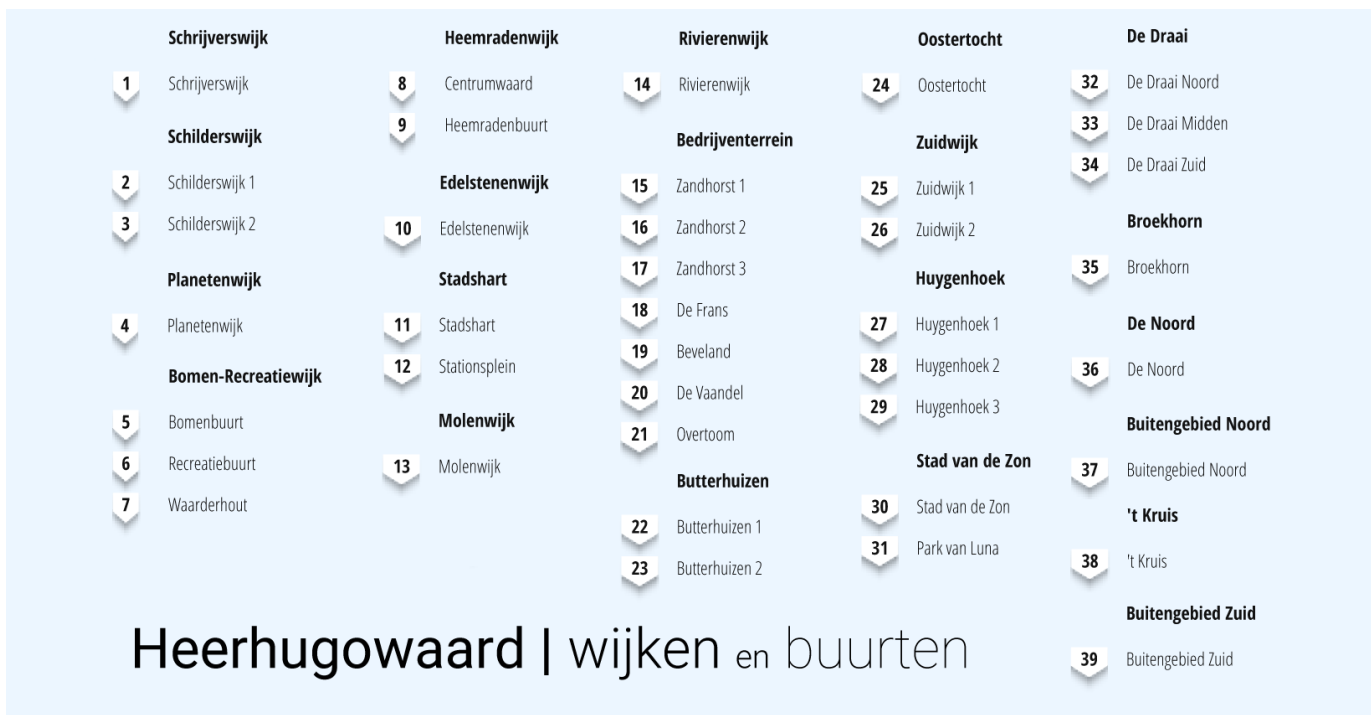 Schrijverswijk
1 Schrijverswijk
Schilderswijk
2 Schilderswijk 1
3 Schilderswijk 2
Planetenwijk
4 Planetenwijk
Bomen-Recreatiewijk
5 Bomenbuurt
6 Recreatiebuurt
7 Waarderhout
Heemradenwijk
8 Centrumwaard
9 Heemradenbuurt
Edelstenenwijk
10 Edelstenenwijk
Stadshart
11 Stadshart
12 Stationsplein
Molenwijk
13 Molenwijk
Rivierenwijk
14 Rivierenwijk
Bedrijventerrein
15 Zandhorst 1
16 Zandhorst 2
17 Zandhorst 3
18 De Frans
19 Beveland
20 De Vaandel
21 Overtoom
Butterhuizen
22 Butterhuizen 1
23 Butterhuizen 2
Oostertocht
24 Oostertocht
Zuidwijk
25 Zuidwijk 1
26 Zuidwijk 2
Huygenhoek
27 Huygenhoek 1
28 Huygenhoek 2
29 Huygenhoek 3
Stad van de Zon
30 Stad van de Zon
31 Park van Luna
De Draai
32 De Draai Noord
33 De Draai Midden
34 De Draai Zuid
Broekhorn
35 Broekhorn
De Noord
36 De Noord
Buitengebied Noord
37 Buitengebied Noord
't Kruis
38 't Kruis
Buitengebied Zuid
39 Buitengebied Zuid
Heerhugowaard | wijken en buurten